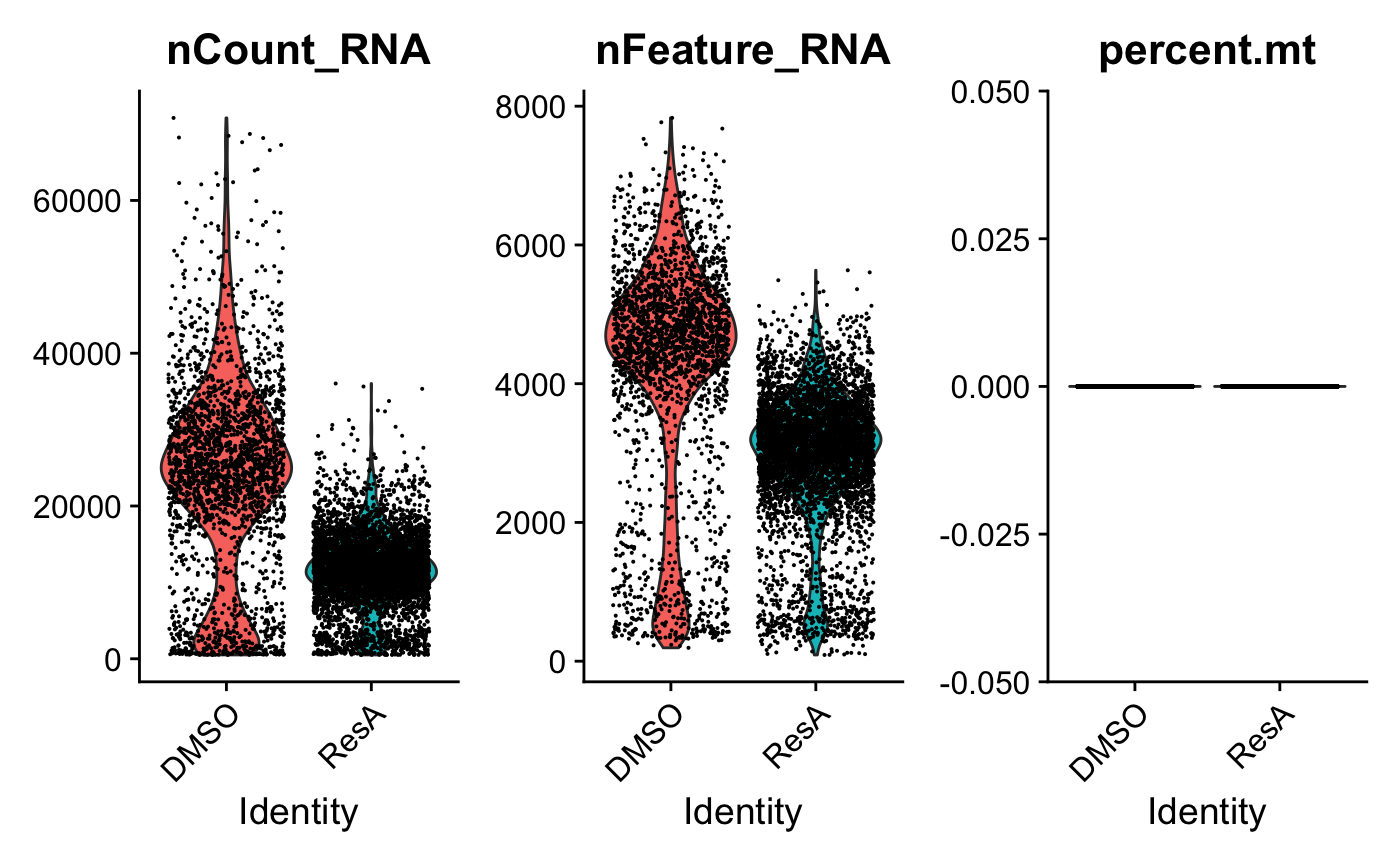 nCount_RNA
60000
40000
20000
0
DMSO
ResA
Identity
nFeature_RNA
8000
6000
4000
2000
0
DMSO
ResA
Identity
percent.mt
0.050
0.025
0.000
-0.025
-0.050
DMSO
ResA
Identity